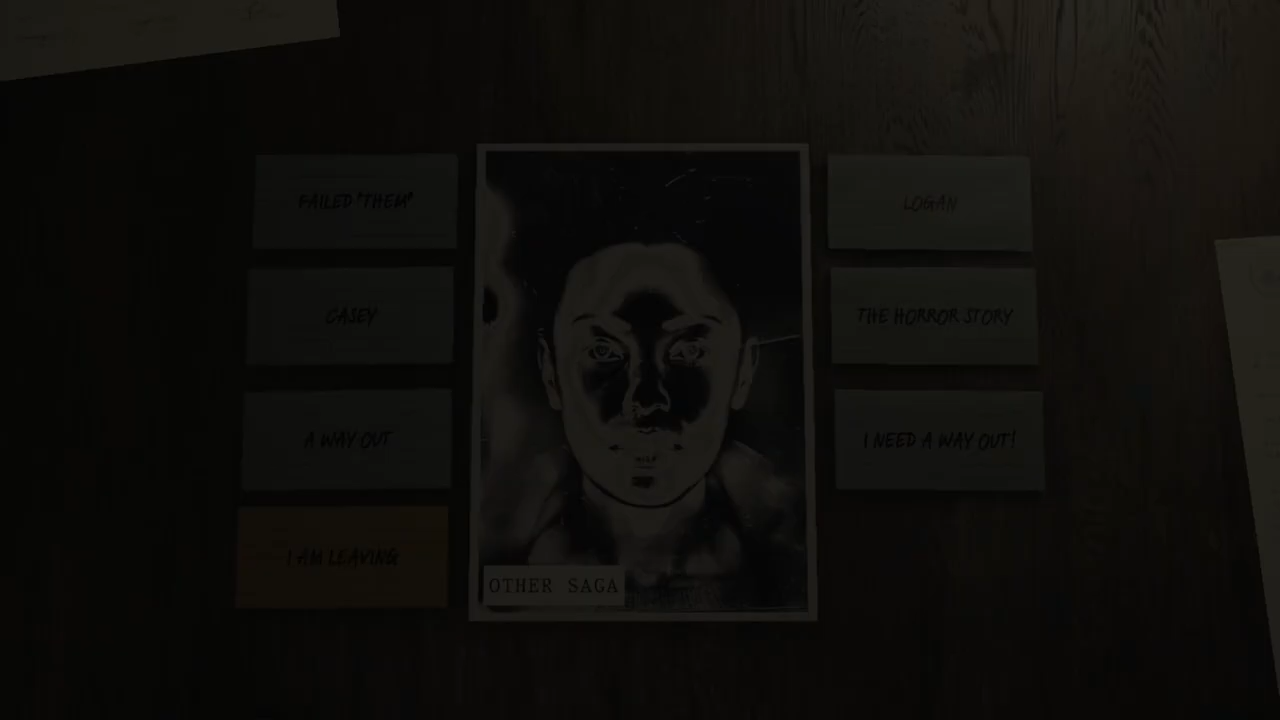 FAILED "THEM"
CASEY
A WAY OUT
I AM LEAVING
OTHER SAGA
LOGAN
THE HORROR STORY
I NEED A WAY OUT!